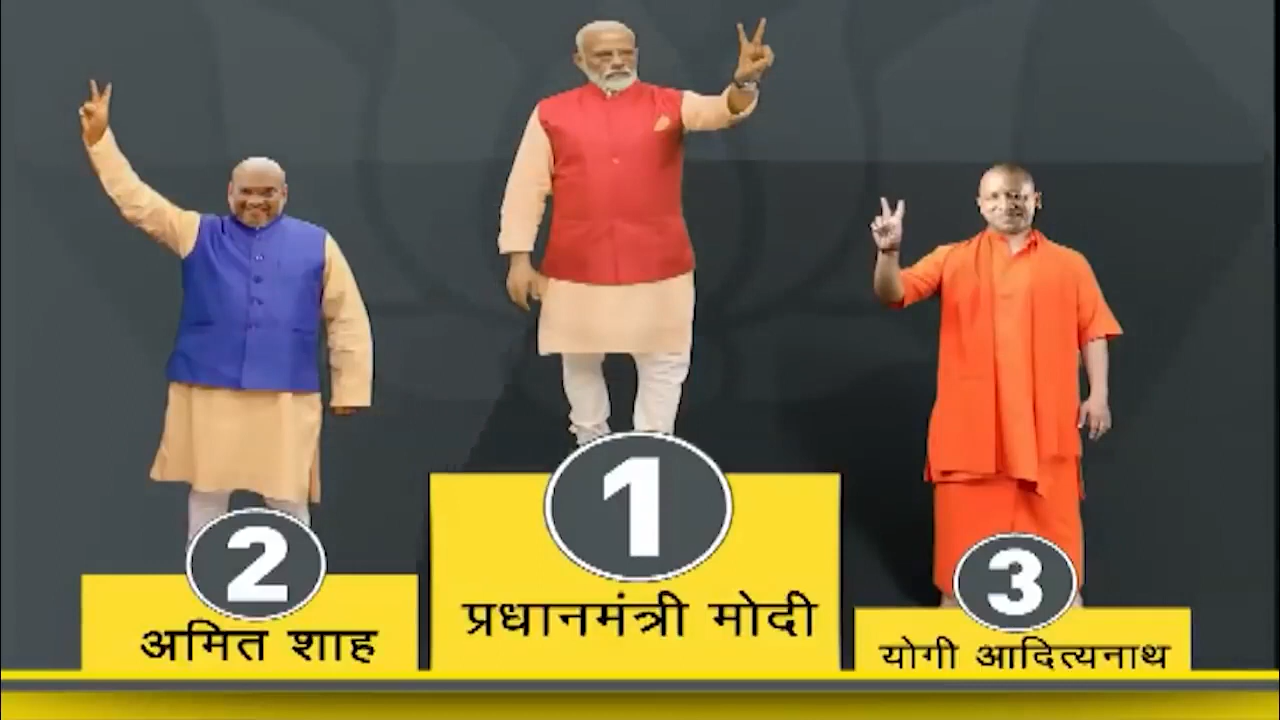 1
2
3
प्रधानमंत्री मोदी
अमित शाह
योगी आदित्यनाथ